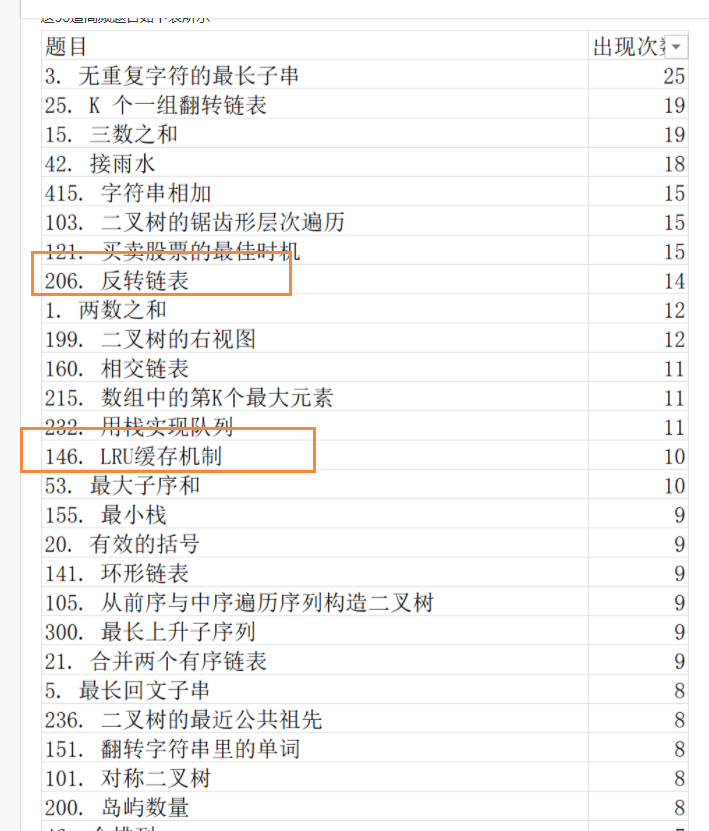 题目 出现次数
3. 无重复字符的最长子串 25
25. K 个一组翻转链表 19
15. 三数之和 19
42. 接雨水 18
415. 字符串相加 15
103. 二叉树的锯齿形层次遍历 15
121. 买卖股票的最佳时机 15
206. 反转链表 14
1. 两数之和 12
199. 二叉树的右视图 12
160. 相交链表 11
215. 数组中的第K个最大元素 11
232. 用栈实现队列 11
146. LRU缓存机制 10
53. 最大子序和 10
155. 最小栈 9
20. 有效的括号 9
141. 环形链表 9
105. 从前序与中序遍历序列构造二叉树 9
300. 最长上升子序列 9
21. 合并两个有序链表 9
5. 最长回文子串 8
236. 二叉树的最近公共祖先 8
151. 翻转字符串里的单词 8
101. 对称二叉树 8
200. 岛屿数量 8